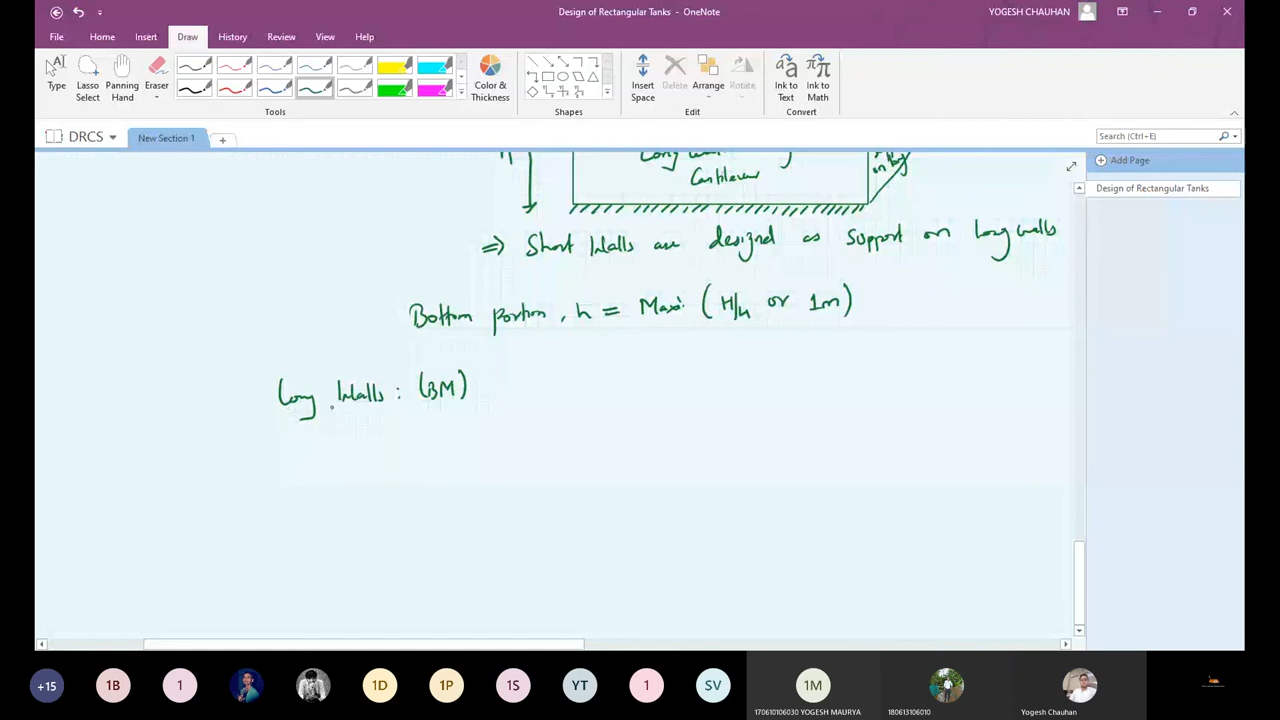 Design of Rectangular Tanks - OneNote
YOGESH CHAUHAN
File Home Insert Draw History Review View Help
Type
Lasso Select
Panning Hand
Eraser
Color & Thickness
Insert Space
Delete
Arrange
Rotate
Ink to Text
Ink to Math
Tools
Shapes
Edit
Convert
DRCS
New Section 1
Search (Ctrl+E)
Add Page
Design of Rectangular Tanks
Cantilever
⇒ Short Walls are designed as support on Long walls
Bottom portion, h = Max: (H/4 or 1m)
Long Walls : (BM)
+15
1B
1
1D
1P
1S
YT
1
SV
1M
170610106030 YOGESH MAURYA
180613106010
Yogesh Chauhan